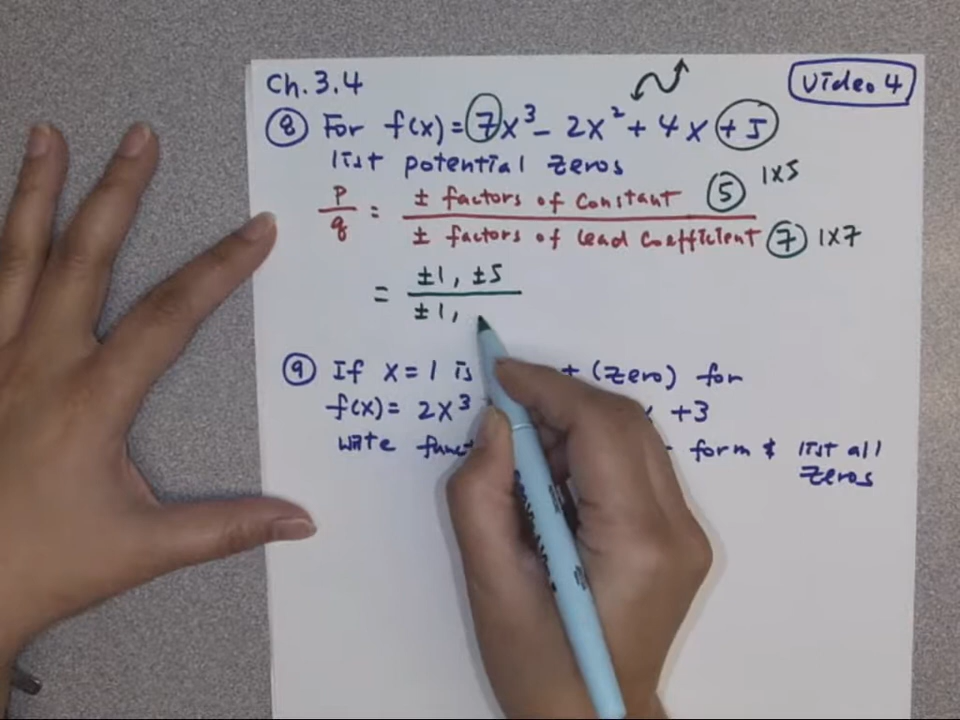 Ch. 3.4
Video 4
8 For f(x) = 7x³ - 2x² + 4x + 5
list potential zeros
p/q = ± factors of constant 5 1x5
± factors of lead coefficient 7 1x7
= ±1, ±5
±1,
9 If x = 1 is (zero) for
f(x) = 2x³ +3
write form & list all
zeros